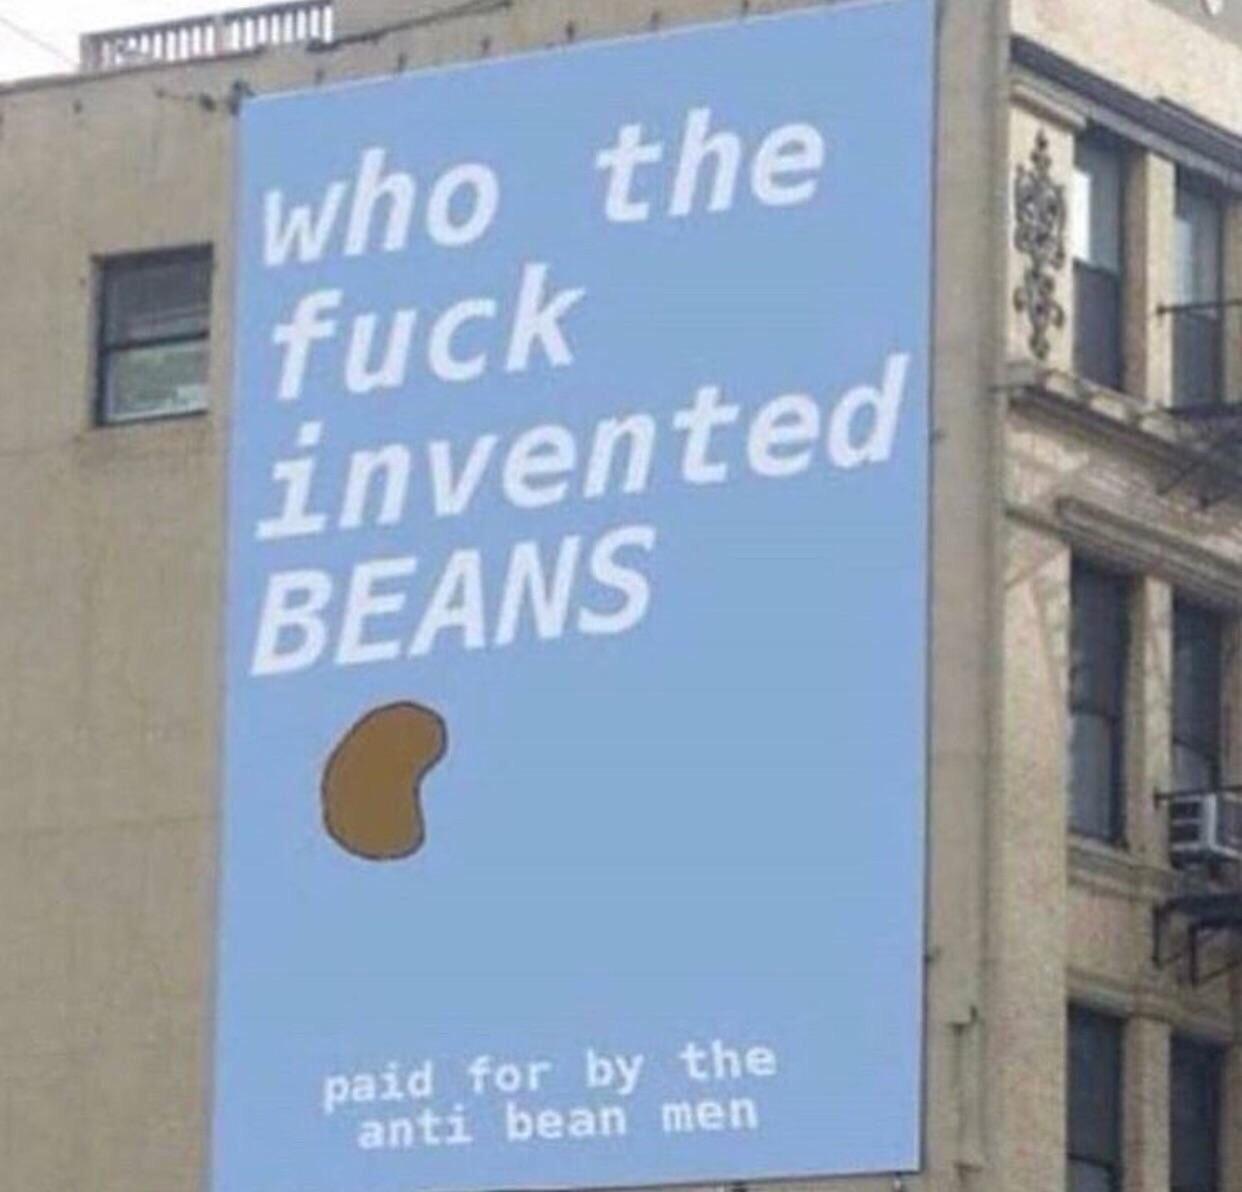 who the
fuck
invented
BEANS
paid for by the
anti bean men